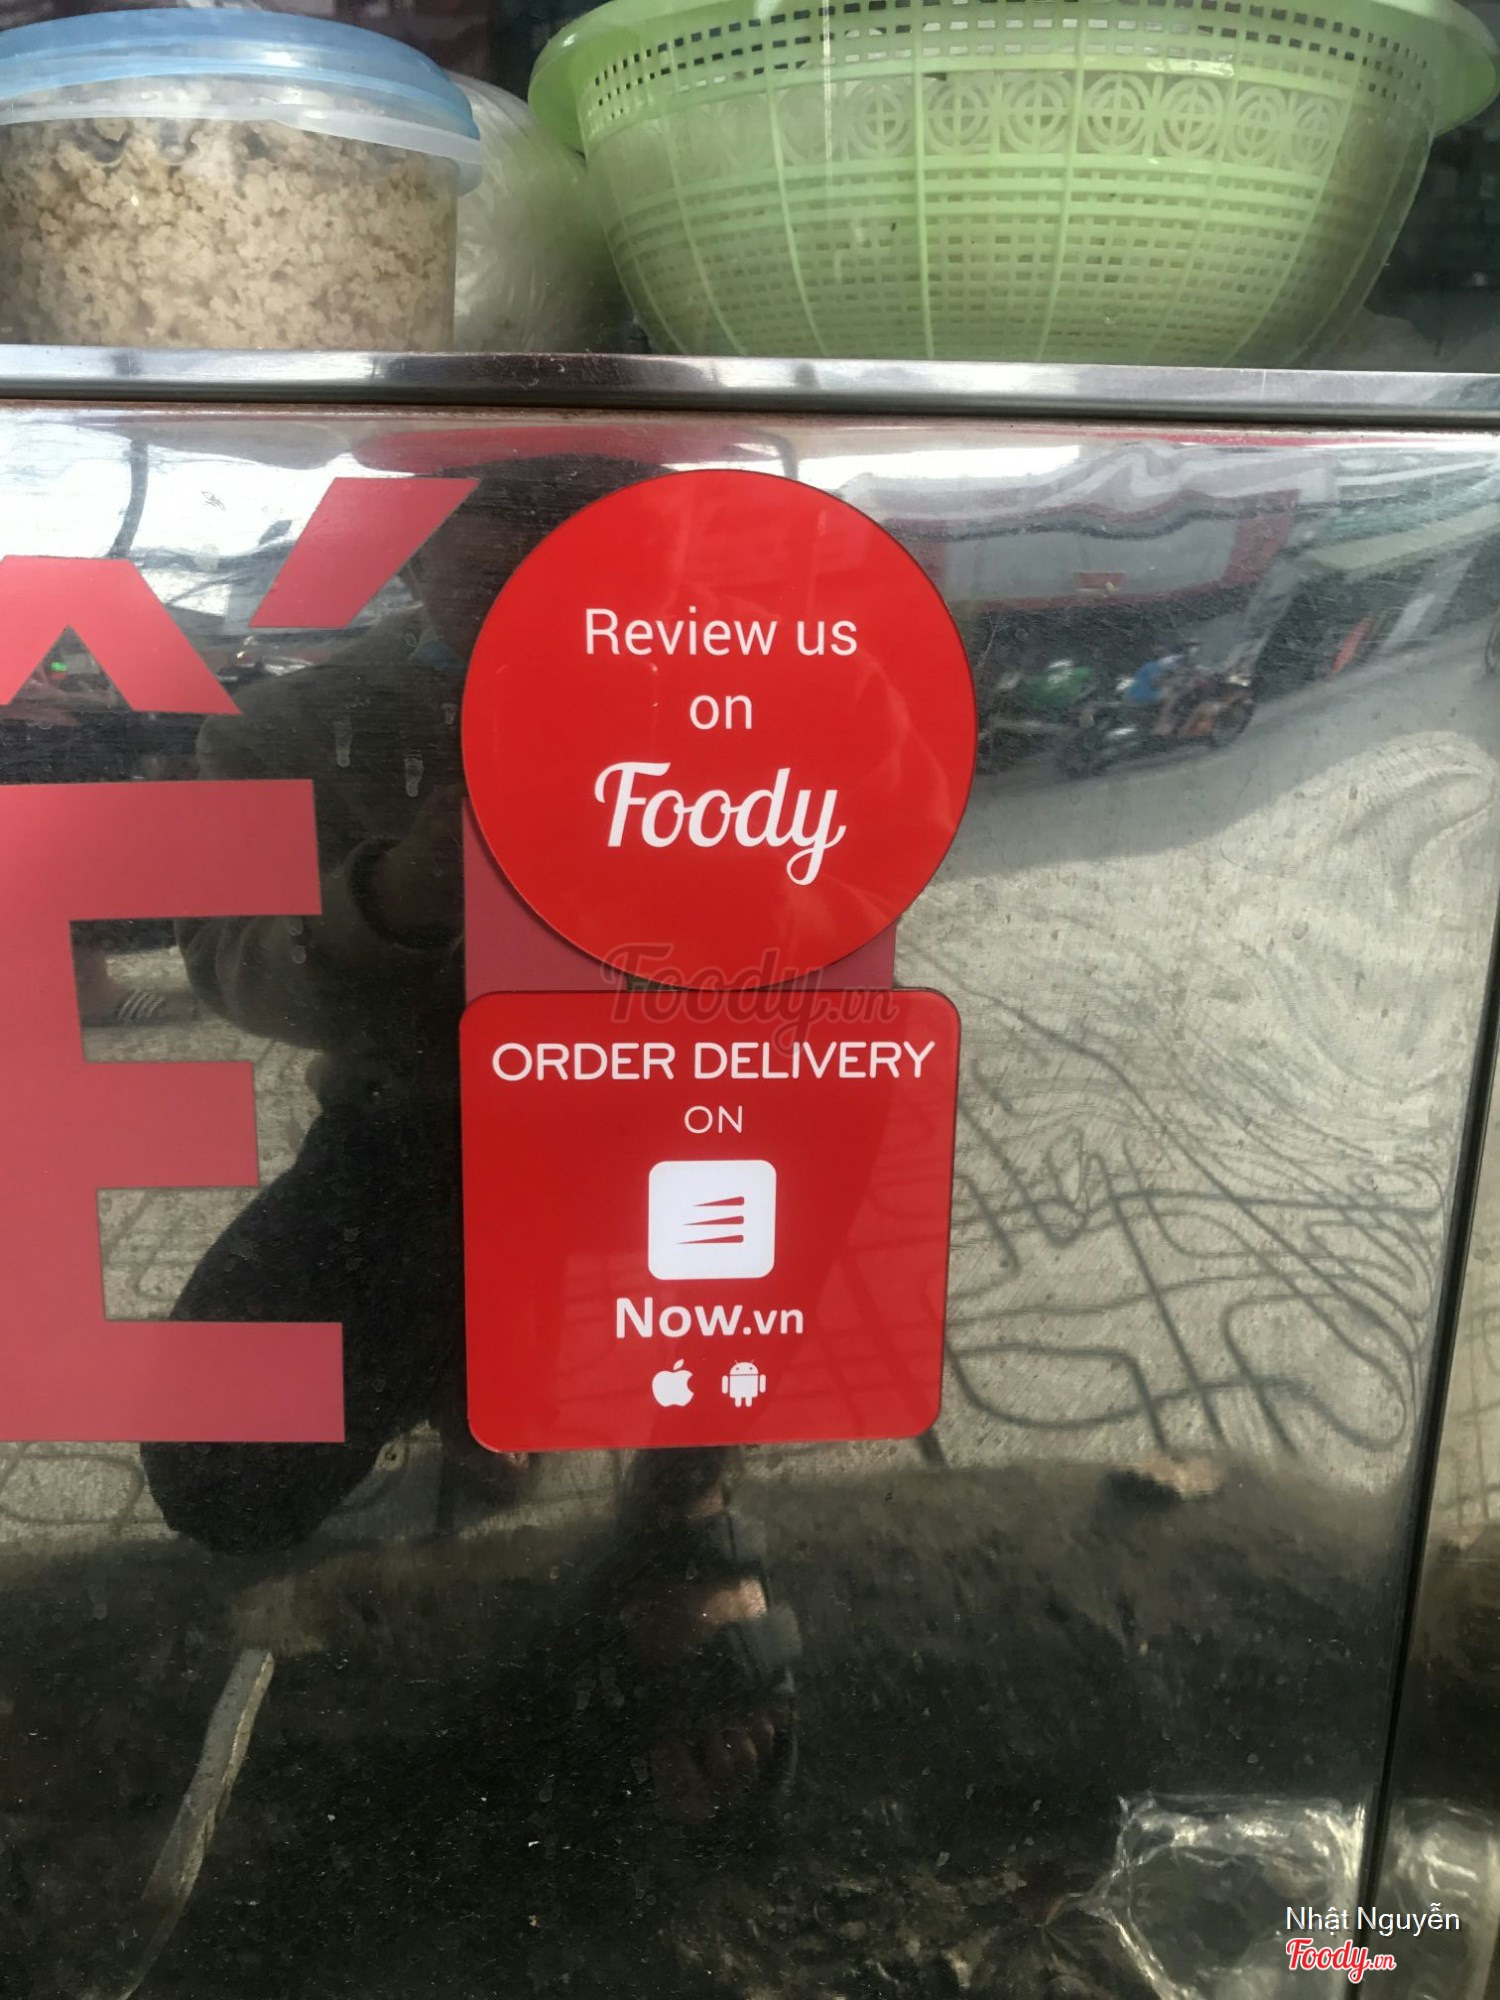 Ế
Review us
on
Foody
Foody.vn
ORDER DELIVERY
ON
Now.vn
Nhật Nguyễn
Foody.vn